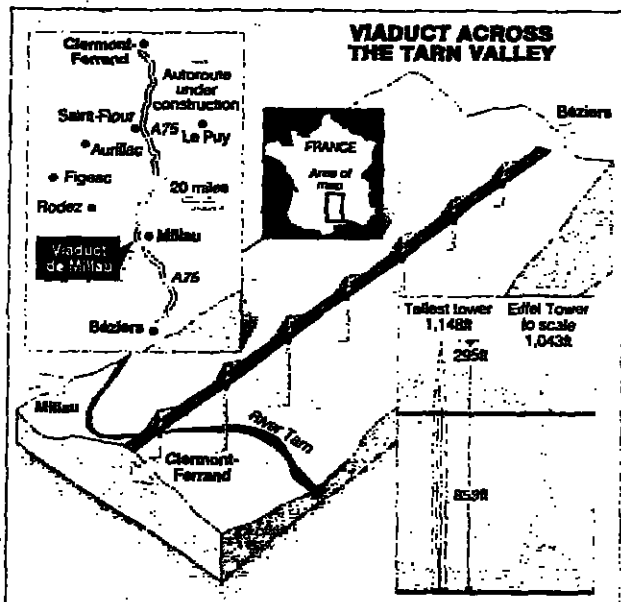 VIADUCT ACROSS
THE TARN VALLEY
Clermont-
Ferrand
Autoroute
under
construction
Saint-Flour
A75
Le Puy
Aurillac
Figeac
20 miles
Rodez
Millau
Viaduct
de Millau
A75
Béziers
FRANCE
Area of
map
Béziers
Tallest tower
1,148ft
Eiffel Tower
to scale
1,043ft
295ft
853ft
Millau
River Tarn
Clermont-
Ferrand